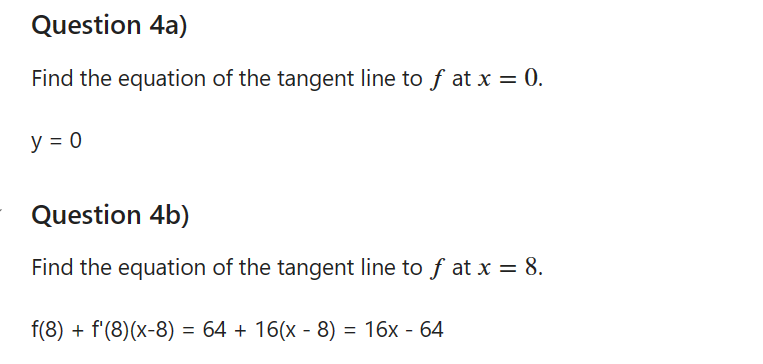 Question 4a)
Find the equation of the tangent line to f at x = 0.
y = 0
Question 4b)
Find the equation of the tangent line to f at x = 8.
f(8) + f'(8)(x-8) = 64 + 16(x - 8) = 16x - 64